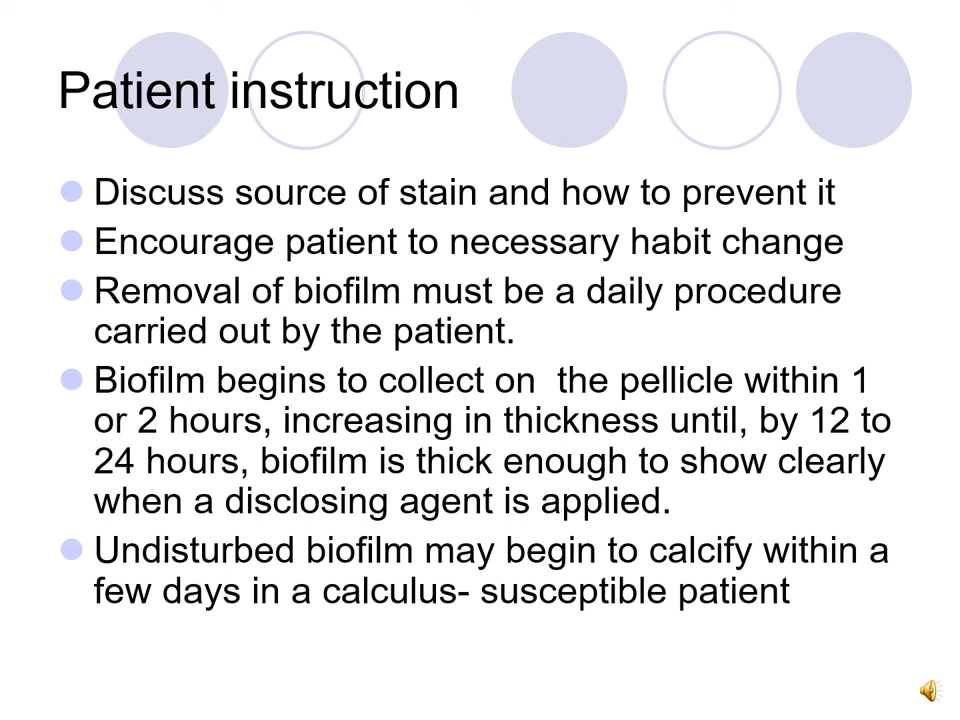 Patient instruction
Discuss source of stain and how to prevent it
Encourage patient to necessary habit change
Removal of biofilm must be a daily procedure
carried out by the patient.
Biofilm begins to collect on  the pellicle within 1
or 2 hours, increasing in thickness until, by 12 to
24 hours, biofilm is thick enough to show clearly
when a disclosing agent is applied.
Undisturbed biofilm may begin to calcify within a
few days in a calculus- susceptible patient